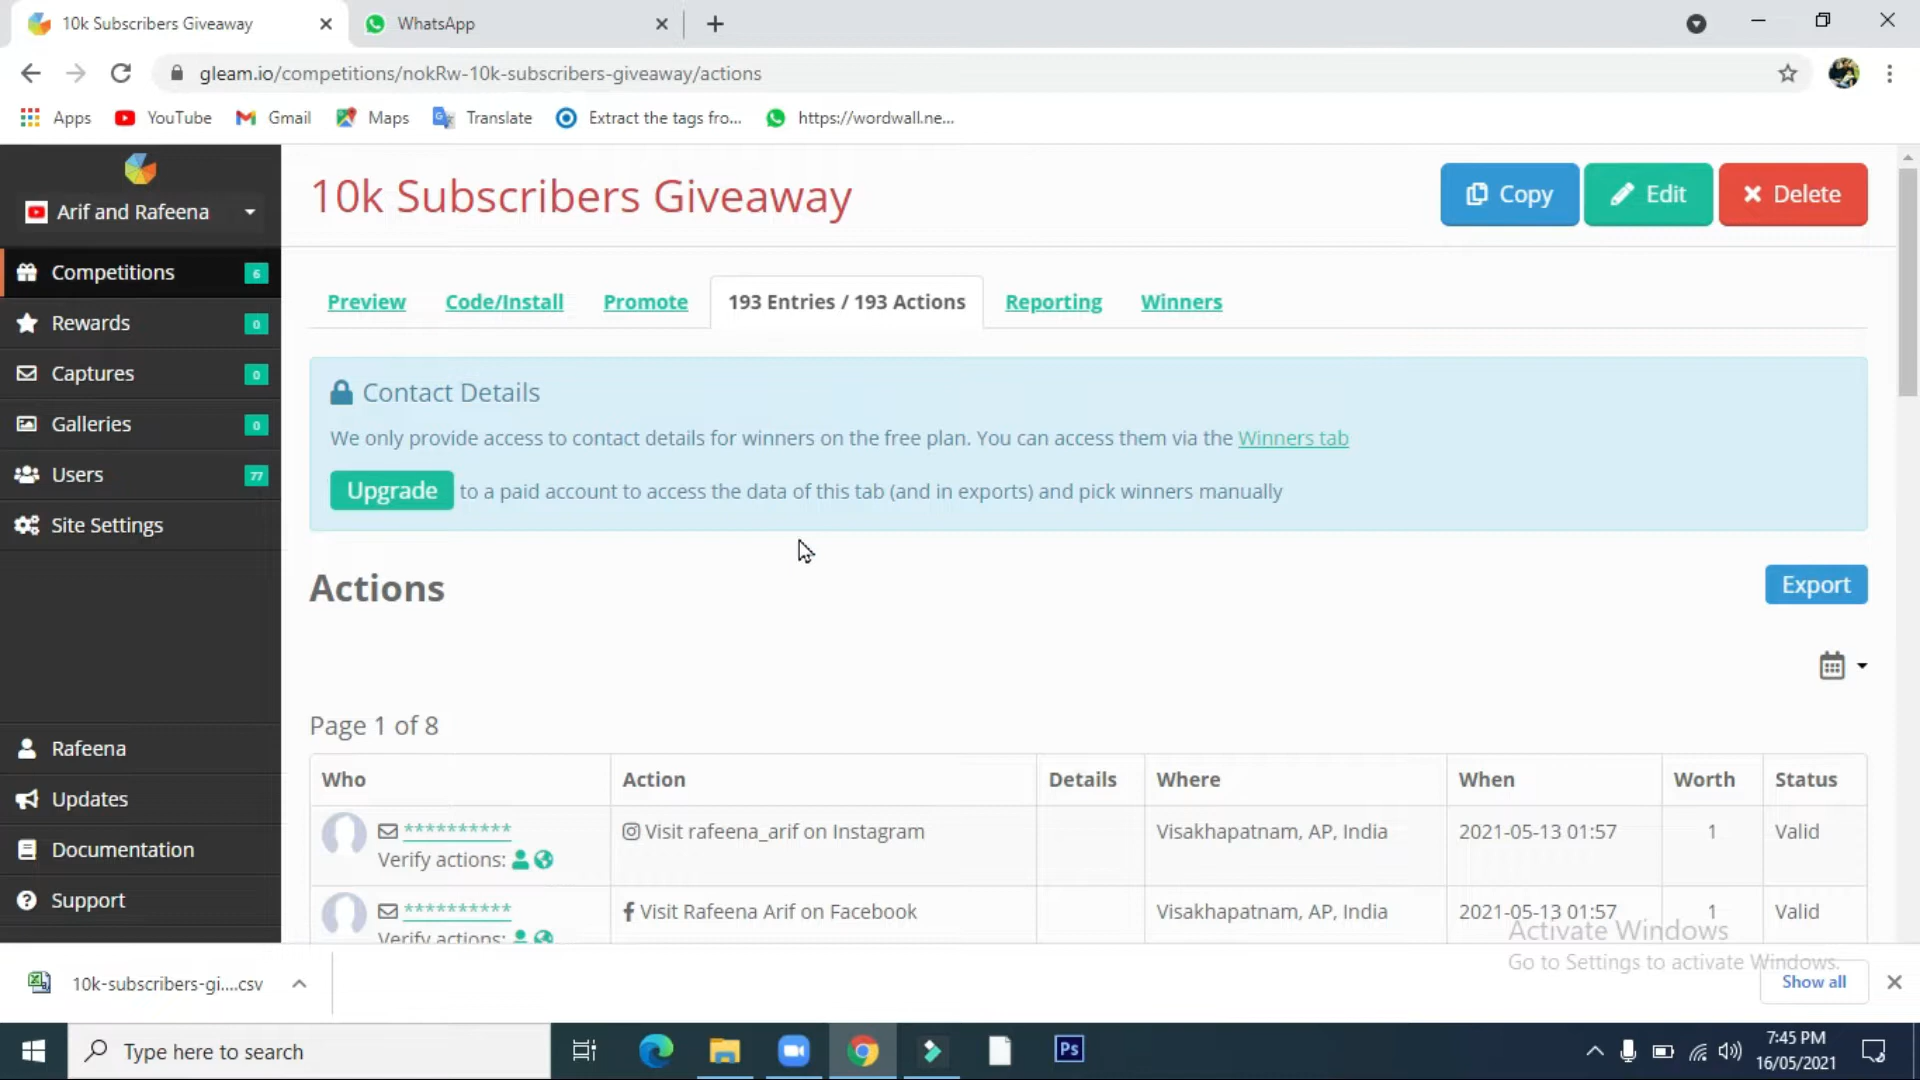 10k Subscribers Giveaway
WhatsApp
gleam.io/competitions/nokRw-10k-subscribers-giveaway/actions
Apps
YouTube
Gmail
Maps
Translate
Extract the tags fro...
https://wordwall.ne...
Arif and Rafeena
Competitions 6
Rewards 0
Captures 0
Galleries 0
Users 77
Site Settings
Rafeena
Updates
Documentation
Support
10k Subscribers Giveaway
Copy
Edit
Delete
Preview
Code/Install
Promote
193 Entries / 193 Actions
Reporting
Winners
Contact Details
We only provide access to contact details for winners on the free plan. You can access them via the Winners tab
Upgrade to a paid account to access the data of this tab (and in exports) and pick winners manually
Actions
Export
Page 1 of 8
Who Action Details Where When Worth Status
********** Visit rafeena_arif on Instagram Visakhapatnam, AP, India 2021-05-13 01:57 1 Valid
Verify actions:
********** Visit Rafeena Arif on Facebook Visakhapatnam, AP, India 2021-05-13 01:57 1 Valid
Verify actions:
Activate Windows
Go to Settings to activate Windows.
10k-subscribers-gi....csv
Show all
Type here to search
Ps
7:45 PM
16/05/2021